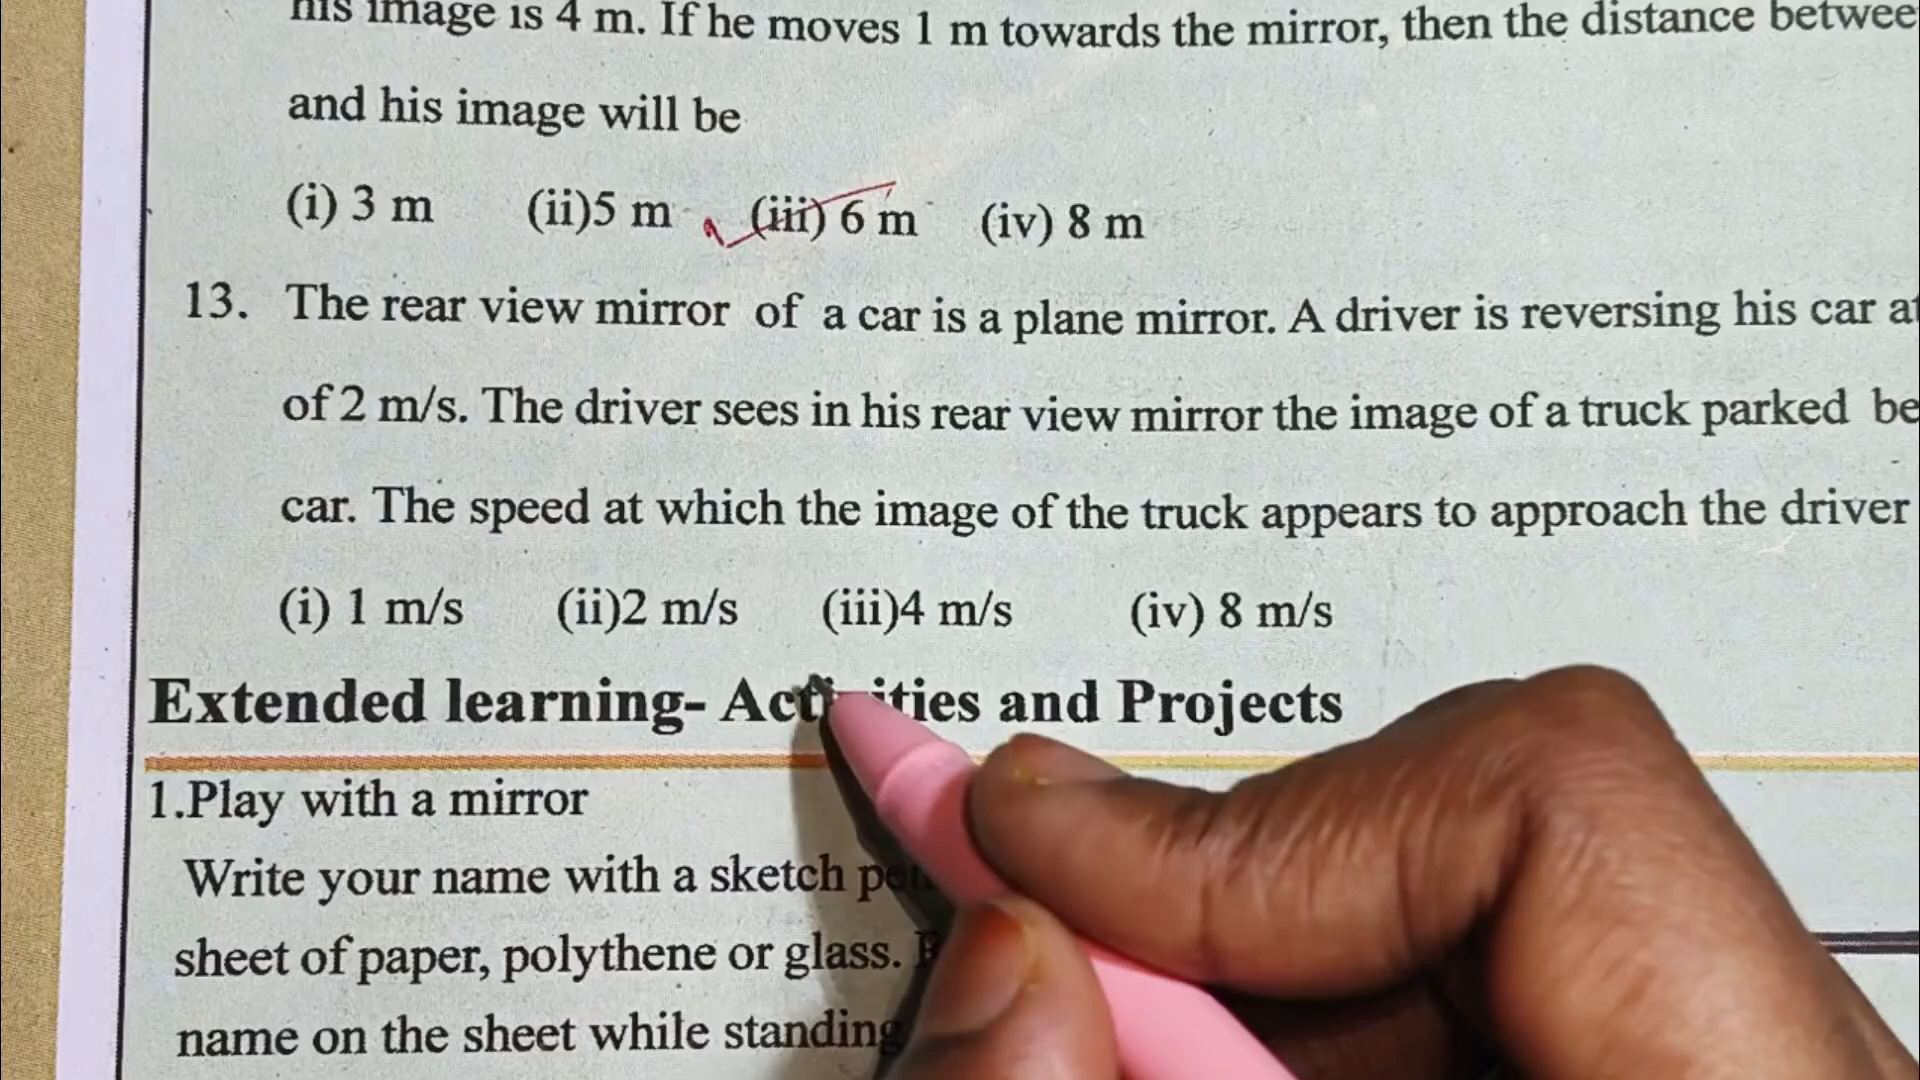 his image is 4 m. If he moves 1 m towards the mirror, then the distance
and his image will be
(i) 3 m (ii)5 m (iii) 6 m (iv) 8 m
13. The rear view mirror of a car is a plane mirror. A driver is reversing his car
of 2 m/s. The driver sees in his rear view mirror the image of a truck parked
car. The speed at which the image of the truck appears to approach the driver
(i) 1 m/s (ii)2 m/s (iii)4 m/s (iv) 8 m/s
Extended learning- and Projects
1.Play with a mirror
Write your name with a sketch
sheet of paper, polythene or glass.
name on the sheet while standing